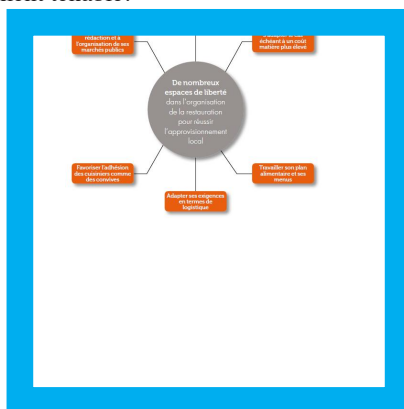 rédaction et à
l'organisation de ses
marchés publics
échéant à un coût
matière plus élevé
De nombreux
espaces de liberté
dans l'organisation
de la restauration
pour réussir
l'approvisionnement
local
Favoriser l'adhésion
des cuisiniers comme
des convives
Travailler son plan
alimentaire et ses
menus
Adapter ses exigences
en termes de
logistique